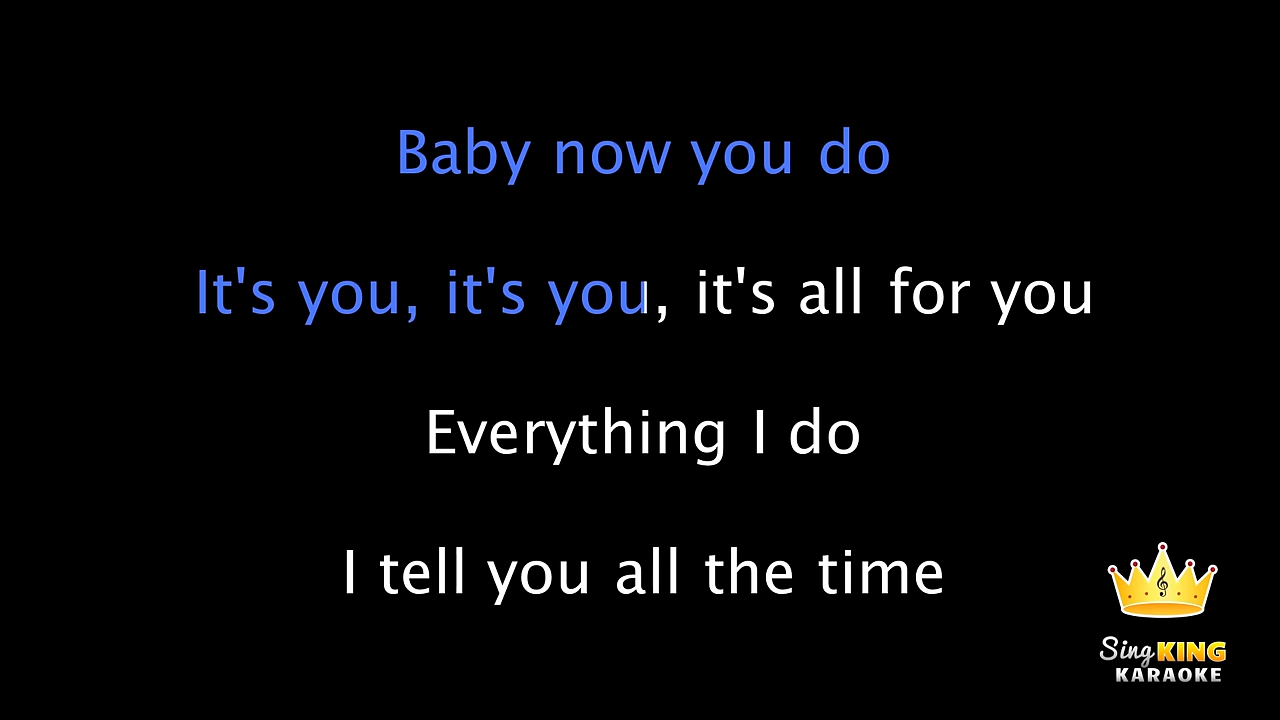 Baby now you do
It's you, it's you, it's all for you
Everything I do
I tell you all the time
Sing KING
KARAOKE